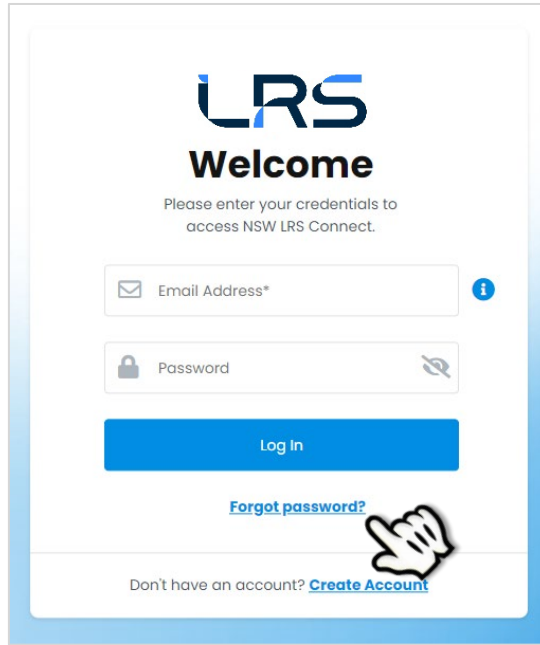 LRS
Welcome
Please enter your credentials to
access NSW LRS Connect.
Email Address*
Password
Log In
Forgot password?
Don't have an account? Create Account